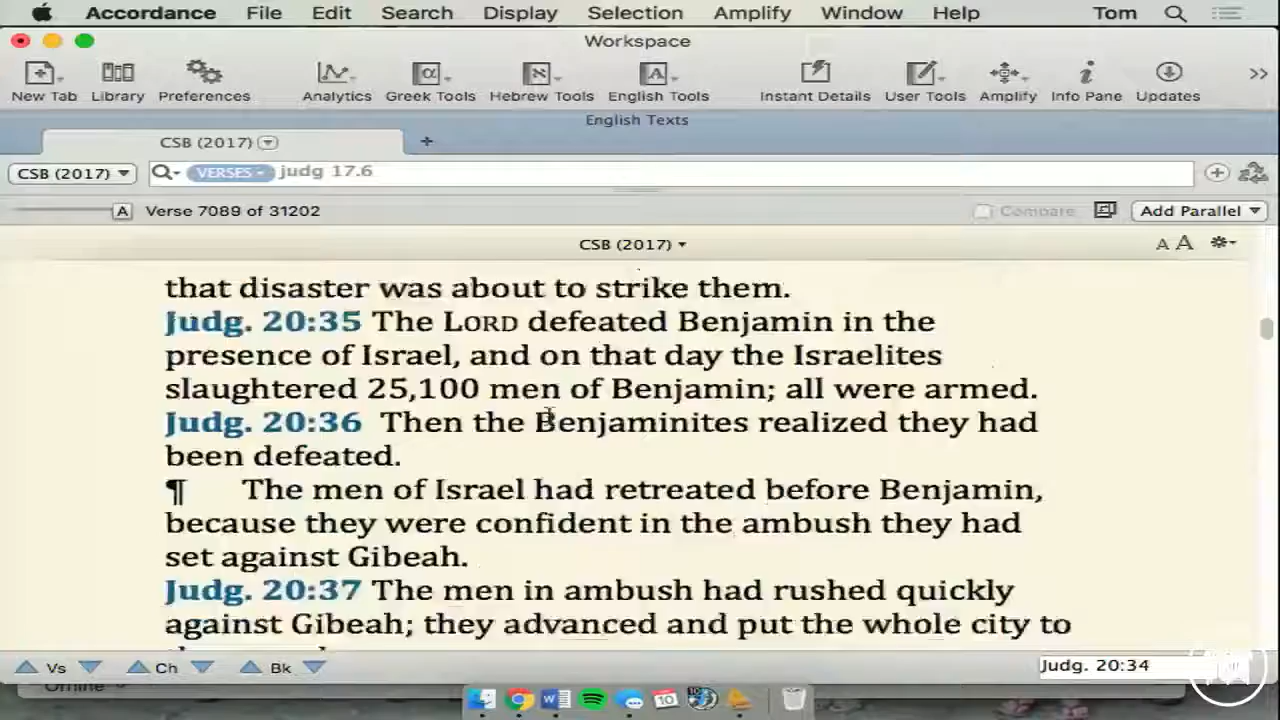 Accordance File Edit Search Display Selection Amplify Window Help Tom
Workspace
New Tab Library Preferences Analytics Greek Tools Hebrew Tools English Tools Instant Details User Tools Amplify Info Pane Updates
English Texts
CSB (2017)
CSB (2017) VERSES judg 17.6
A Verse 7089 of 31202 Compare Add Parallel
CSB (2017) A A
that disaster was about to strike them.
Judg. 20:35 The LORD defeated Benjamin in the
presence of Israel, and on that day the Israelites
slaughtered 25,100 men of Benjamin; all were armed.
Judg. 20:36 Then the Benjaminites realized they had
been defeated.
¶ The men of Israel had retreated before Benjamin,
because they were confident in the ambush they had
set against Gibeah.
Judg. 20:37 The men in ambush had rushed quickly
against Gibeah; they advanced and put the whole city to
Vs Ch Bk Judg. 20:34
Offline
10